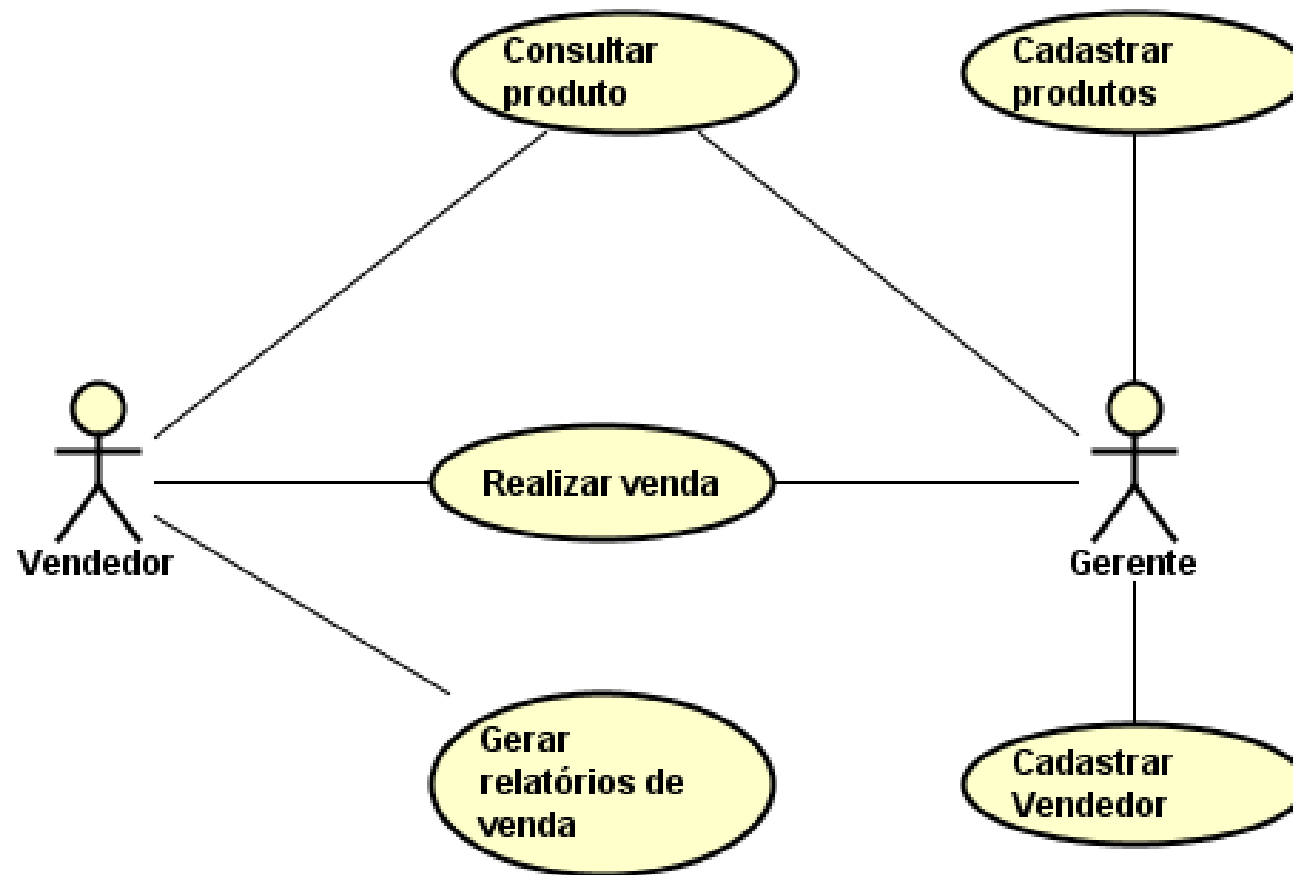 Consultar
produto
Cadastrar
produtos
Realizar venda
Vendedor
Gerente
Gerar
relatórios de
venda
Cadastrar
Vendedor